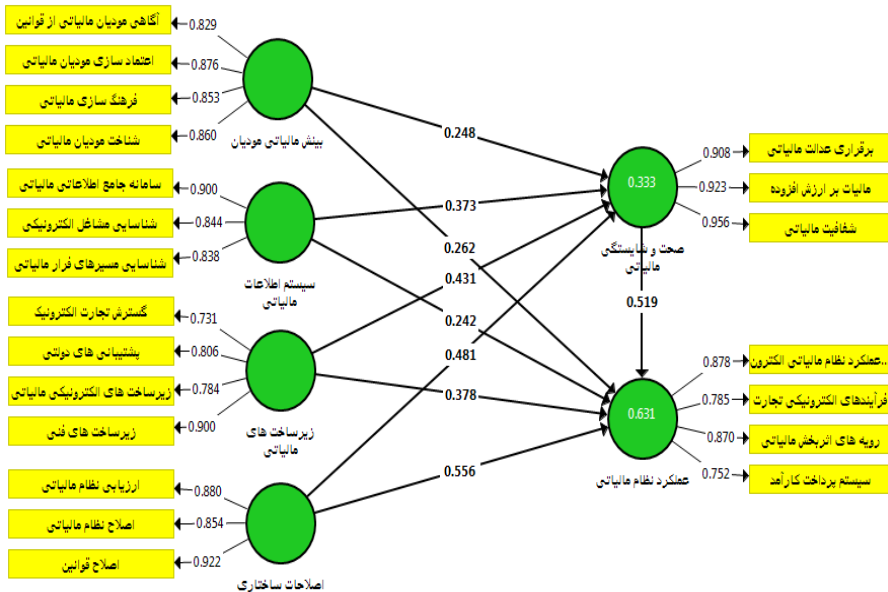 آگاهی مودیان مالیاتی از قوانین
0.829
اعتماد سازی مودیان مالیاتی
0.876
فرهنگ سازی مالیاتی
0.853
شناخت مودیان مالیاتی
0.860
بینش مالیاتی مودیان
سامانه جامع اطلاعاتی مالیاتی
0.900
شناسایی مشاغل الکترونیکی
0.844
شناسایی مسیرهای فرار مالیاتی
0.838
سیستم اطلاعات
مالیاتی
گسترش تجارت الکترونیک
0.731
پشتیبانی های دولتی
0.806
زیرساخت های الکترونیکی مالیاتی
0.784
زیرساخت های فنی
0.900
زیرساخت های
مالیاتی
ارزیابی نظام مالیاتی
0.880
اصلاح نظام مالیاتی
0.854
اصلاح قوانین
0.922
اصلاحات ساختاری
0.248
0.373
0.262
0.431
0.242
0.481
0.378
0.556
0.333
صحت و شایستگی
مالیاتی
0.519
0.631
عملکرد نظام مالیاتی
0.908
برقراری عدالت مالیاتی
0.923
مالیات بر ارزش افزوده
0.956
شفافیت مالیاتی
0.878
عملکرد نظام مالیاتی الکترون...
0.785
فرآیندهای الکترونیکی تجارت
0.870
رویه های اثربخش مالیاتی
0.752
سیستم پرداخت کارآمد